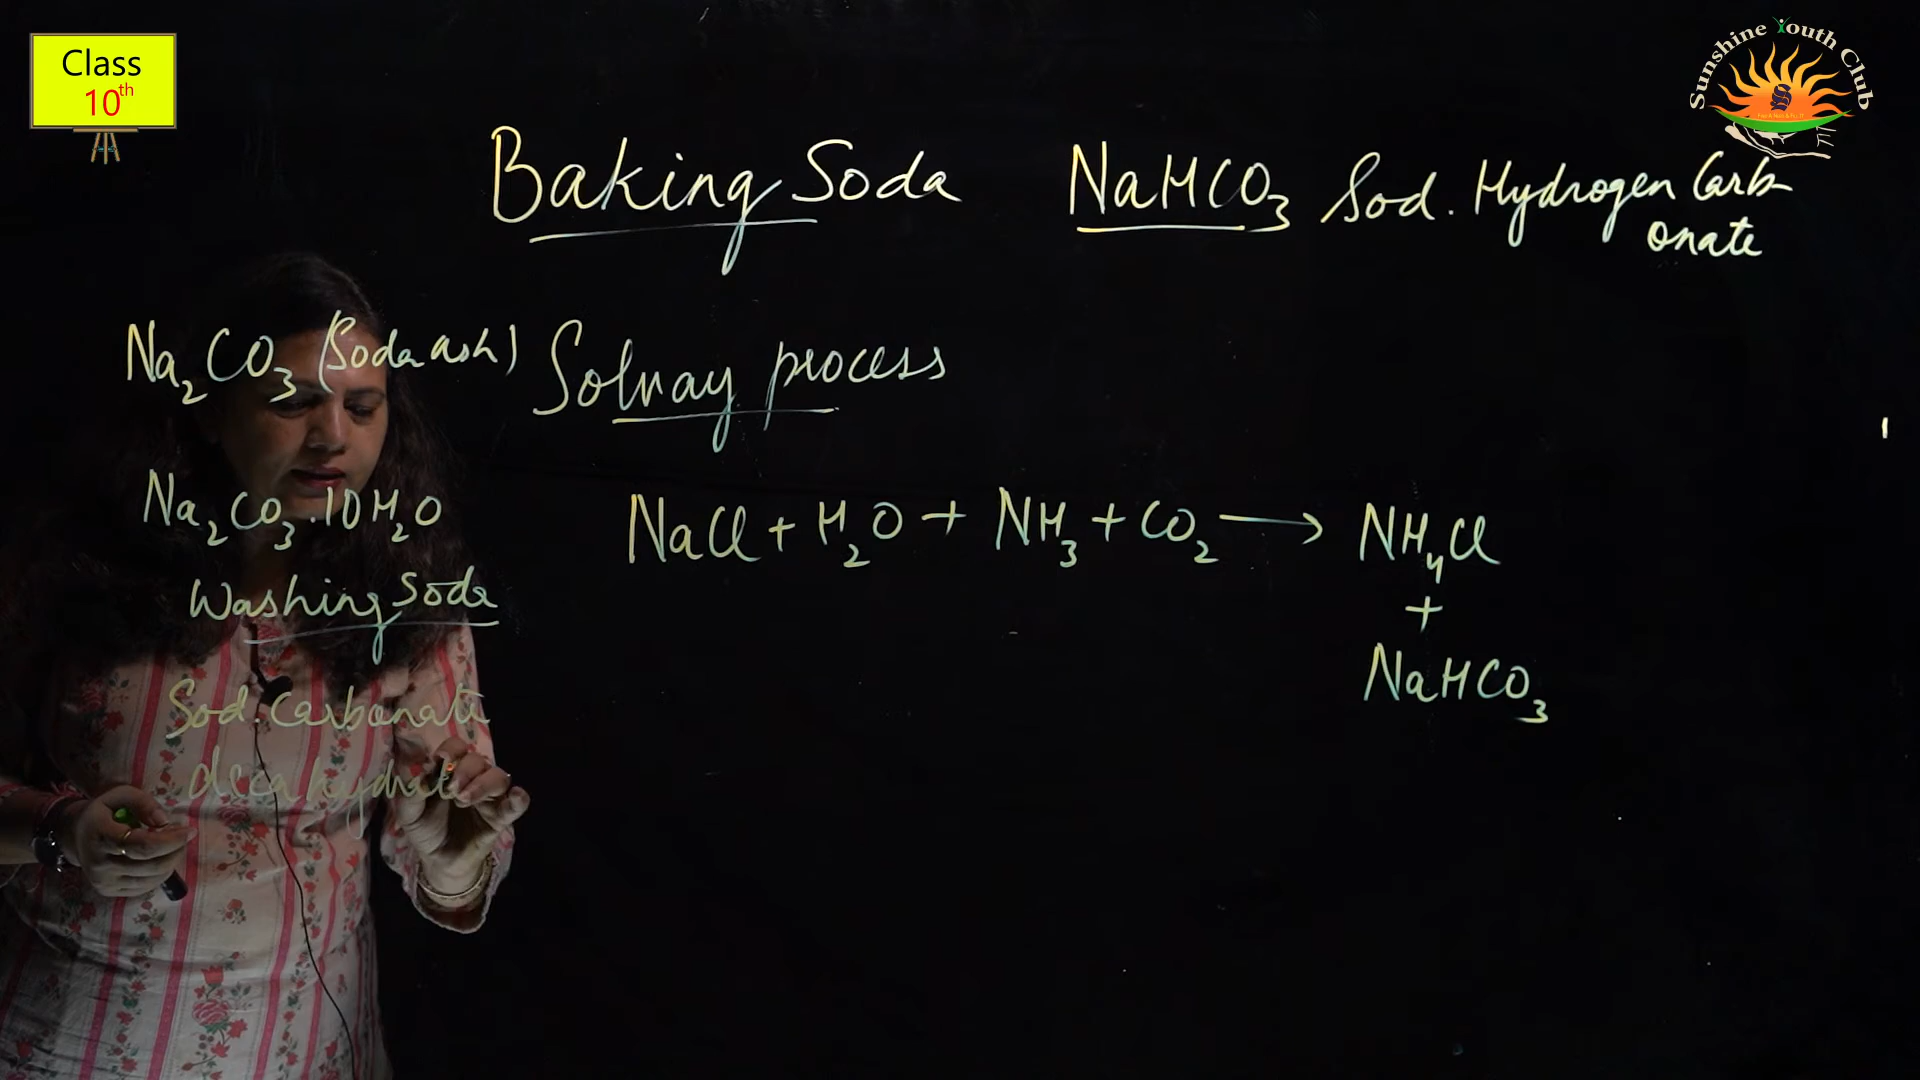 Class
10th
Sunshine Youth Club
Baking Soda NaHCO3 Sod. Hydrogen Carb-
onate
Na2CO3 (Soda ash) Solvay process
Na2CO3.10H2O
NaCl + H2O + NH3 + CO2 → NH4Cl
+
NaHCO3
Washing Soda
Sod. Carbonate
decahydrate